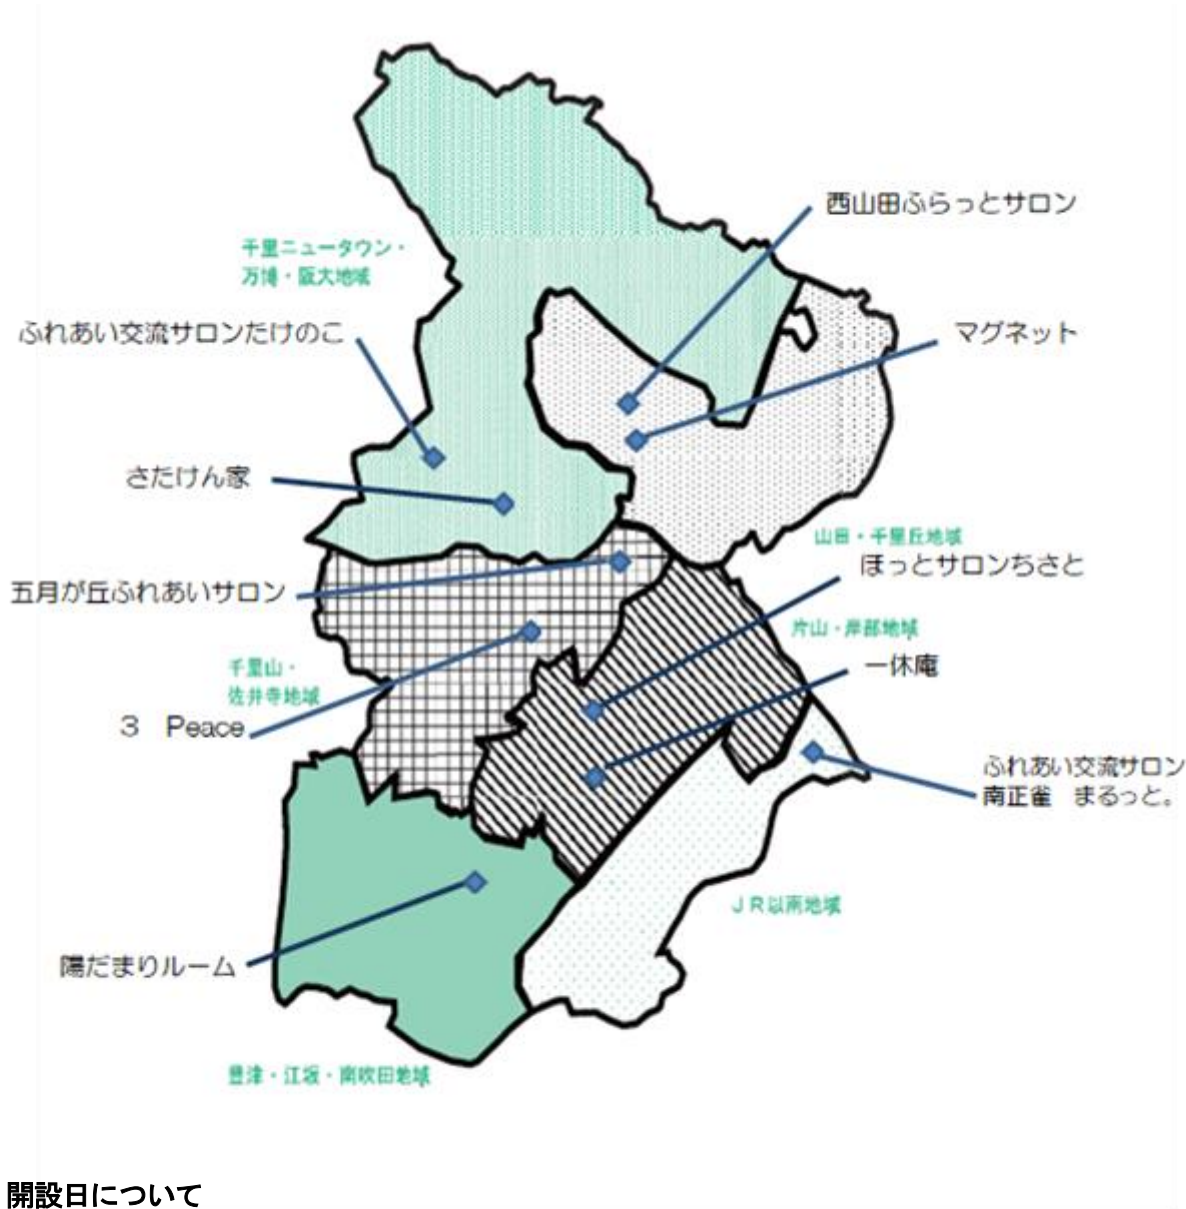 西山田ふらっとサロン
千里ニュータウン・
万博・阪大地域
ふれあい交流サロンたけのこ
マグネット
さたけん家
山田・千里丘地域
ほっとサロンちさと
五月が丘ふれあいサロン
片山・岸部地域
一休庵
千里山・
佐井寺地域
３　Peace
ふれあい交流サロン
南正雀　まるっと。
ＪＲ以南地域
陽だまりルーム
豊津・江坂・南吹田地域
開設日について